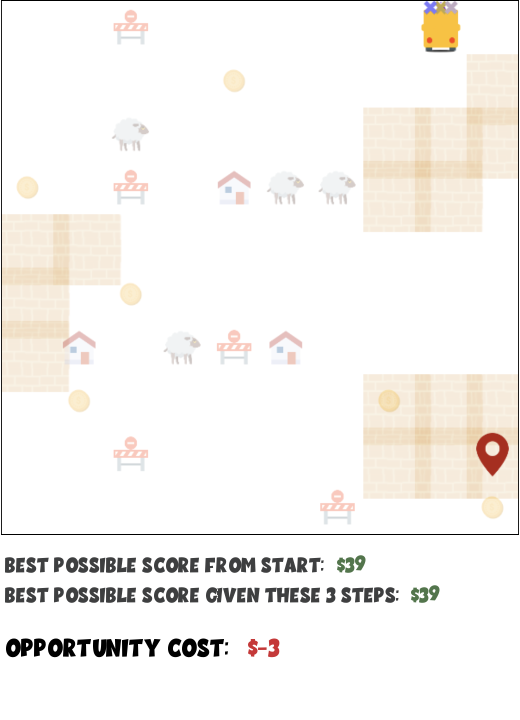 BEST POSSIBLE SCORE FROM START: $39
BEST POSSIBLE SCORE GIVEN THESE 3 STEPS: $39
OPPORTUNITY COST: $-3